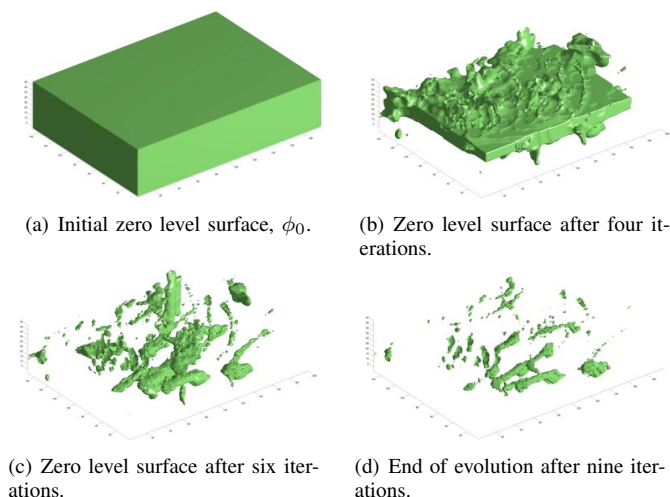 (a) Initial zero level surface, ϕ0.
(b) Zero level surface after four it-
erations.
(c) Zero level surface after six iter-
ations.
(d) End of evolution after nine iter-
ations.